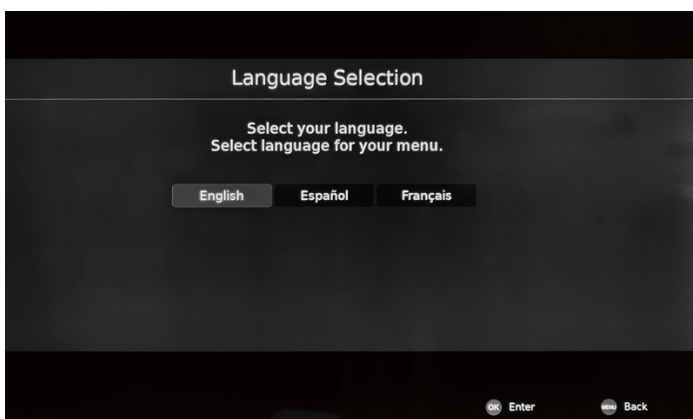 Language Selection
Select your language.
Select language for your menu.
English Español Français
OK Enter MENU Back